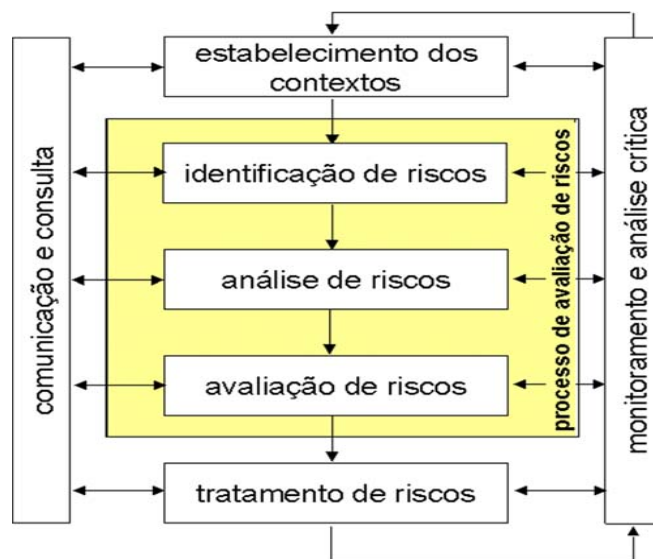 estabelecimento dos
contextos
identificação de riscos
análise de riscos
avaliação de riscos
tratamento de riscos
comunicação e consulta
processo de avaliação de riscos
monitoramento e análise crítica